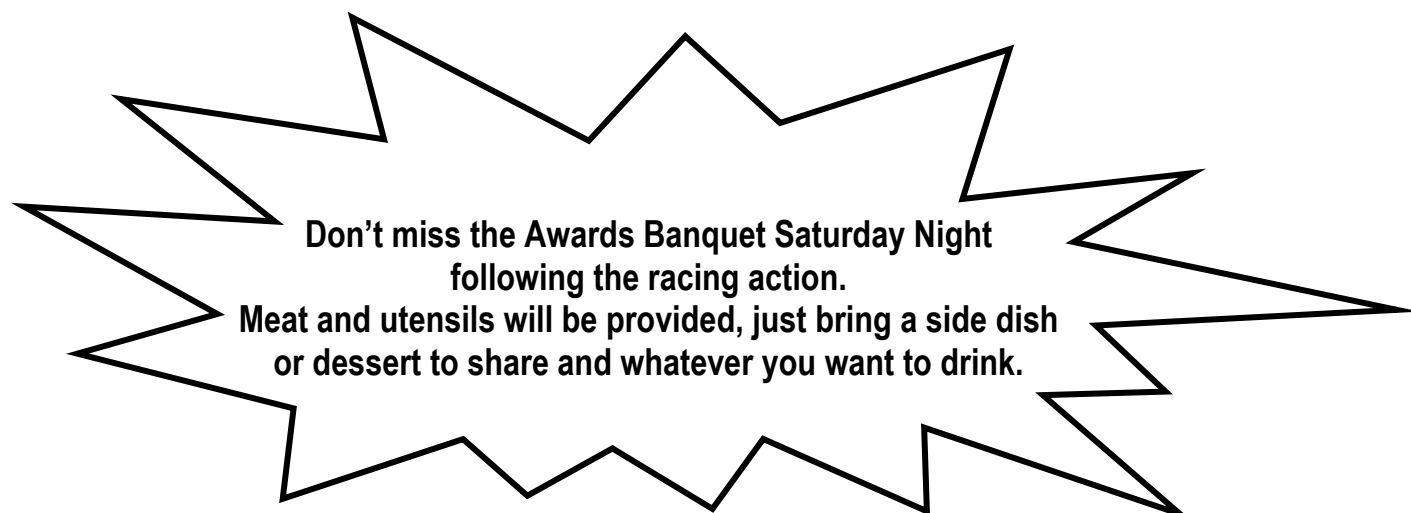 Don’t miss the Awards Banquet Saturday Night
following the racing action.
Meat and utensils will be provided, just bring a side dish
or dessert to share and whatever you want to drink.